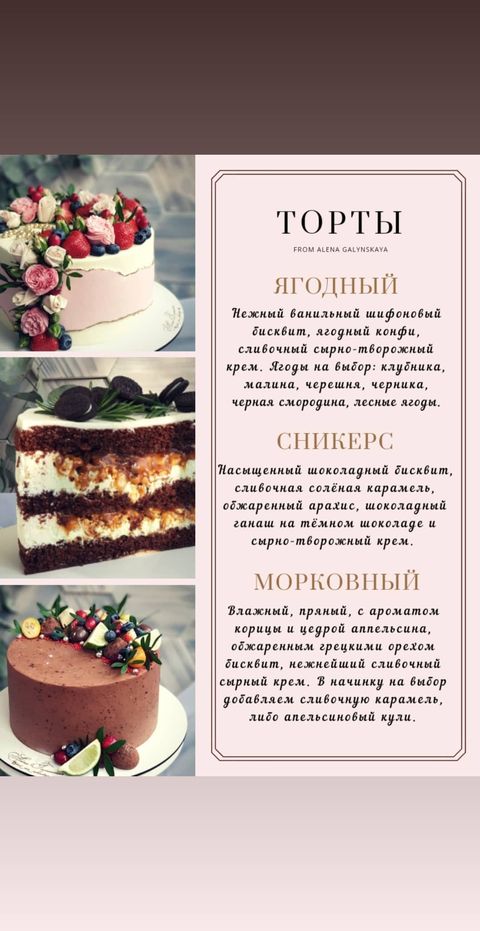 ТОРТЫ
FROM ALENA GALYNSKAYA
ЯГОДНЫЙ
Нежный ванильный шифоновый
бисквит, ягодный конфи,
сливочный сырно-творожный
крем. Ягоды на выбор: клубника,
малина, черешня, черника,
черная смородина, лесные ягоды.
СНИКЕРС
Насыщенный шоколадный бисквит,
сливочная солёная карамель,
обжаренный арахис, шоколадный
ганаш на тёмном шоколаде и
сырно-творожный крем.
МОРКОВНЫЙ
Влажный, пряный, с ароматом
корицы и цедрой аппельсина,
обжаренным грецким орехом
бисквит, нежнейший сливочный
сырный крем. В начинку на выбор
добавляем сливочную карамель,
либо апельсиновый кули.